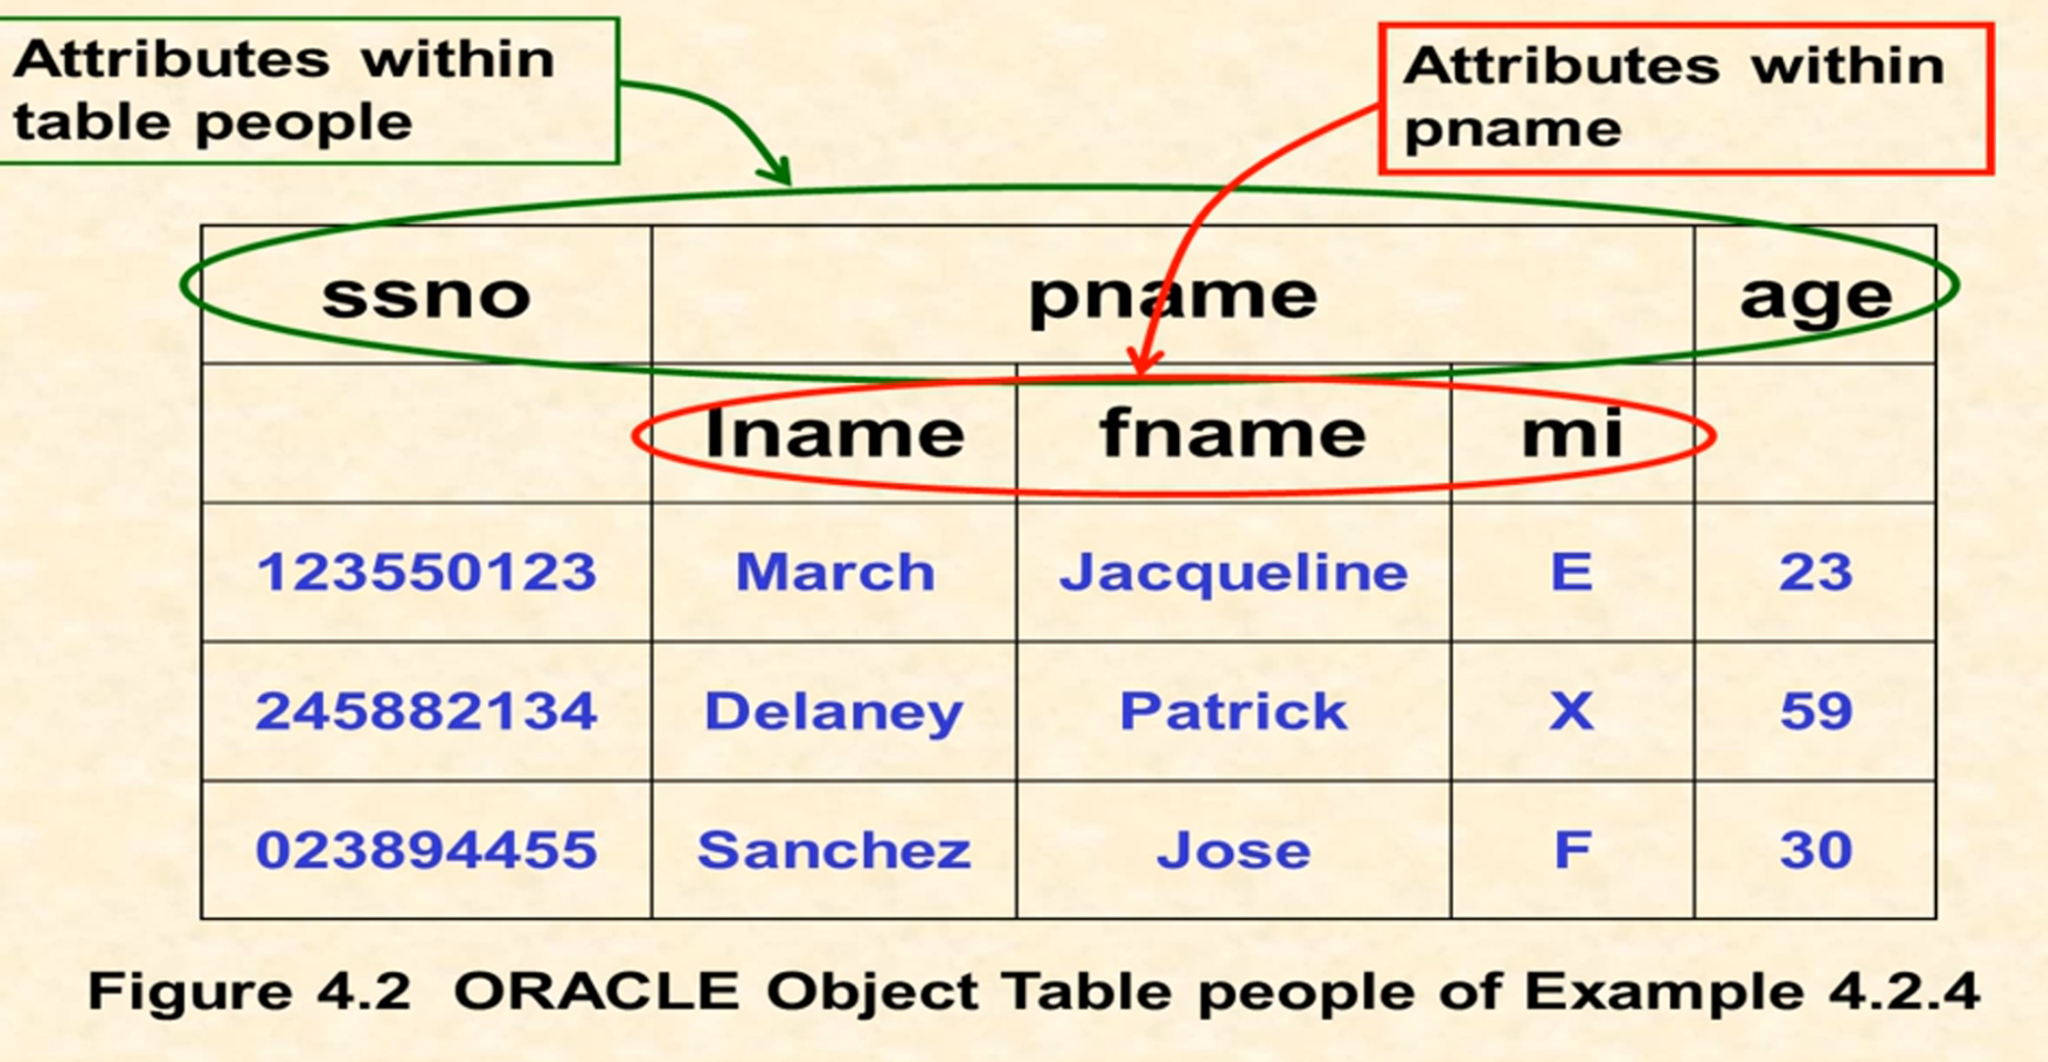 Attributes within
table people
Attributes within
pname
ssno pname age
lname fname mi
123550123 March Jacqueline E 23
245882134 Delaney Patrick X 59
023894455 Sanchez Jose F 30
Figure 4.2 ORACLE Object Table people of Example 4.2.4